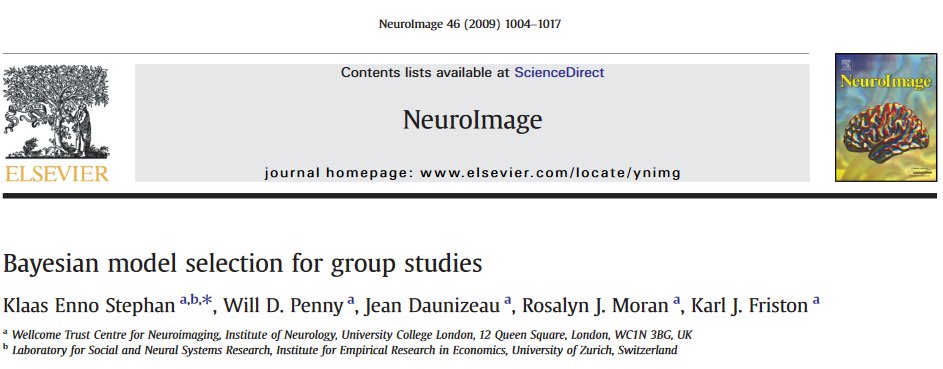 NeuroImage 46 (2009) 1004–1017
Contents lists available at ScienceDirect
NeuroImage
journal homepage: www.elsevier.com/locate/ynimg
ELSEVIER
NeuroImage
Bayesian model selection for group studies
Klaas Enno Stephan a,b,*, Will D. Penny a, Jean Daunizeau a, Rosalyn J. Moran a, Karl J. Friston a
a Wellcome Trust Centre for Neuroimaging, Institute of Neurology, University College London, 12 Queen Square, London, WC1N 3BG, UK
b Laboratory for Social and Neural Systems Research, Institute for Empirical Research in Economics, University of Zurich, Switzerland